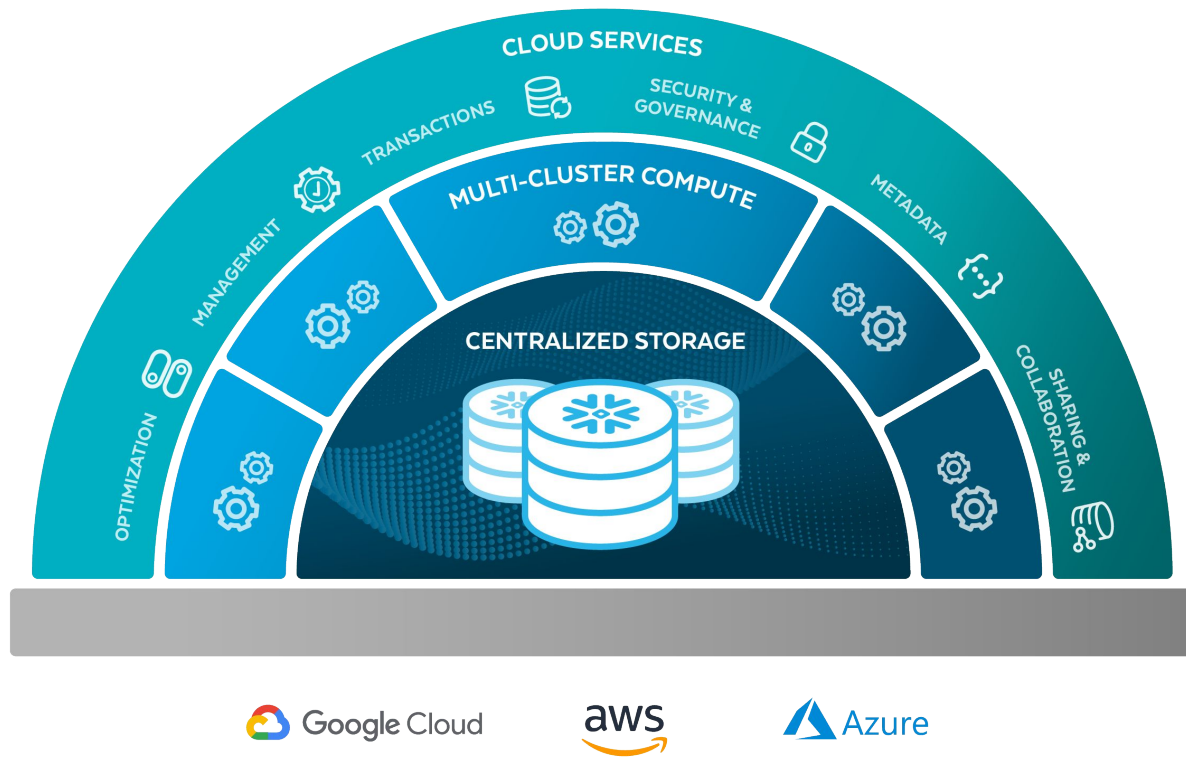 CLOUD SERVICES
OPTIMIZATION
MANAGEMENT
TRANSACTIONS
SECURITY &
GOVERNANCE
METADATA
SHARING &
COLLABORATION
MULTI-CLUSTER COMPUTE
CENTRALIZED STORAGE
Google Cloud
aws
Azure